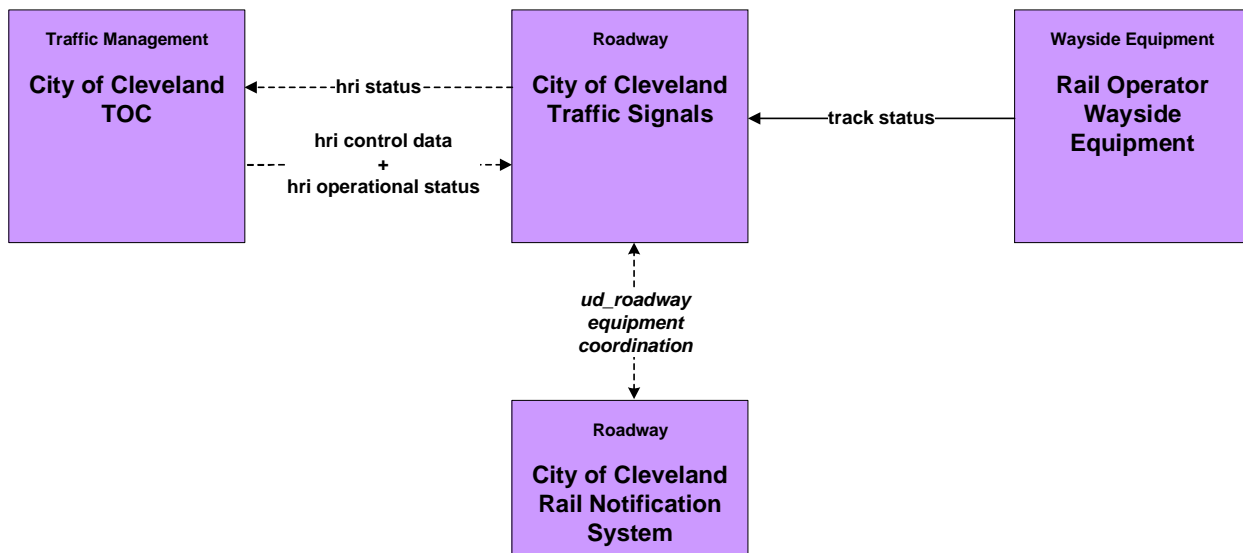 Traffic Management
City of Cleveland
TOC
hri status
hri control data
+
hri operational status
Roadway
City of Cleveland
Traffic Signals
track status
Wayside Equipment
Rail Operator
Wayside
Equipment
ud_roadway
equipment
coordination
Roadway
City of Cleveland
Rail Notification
System